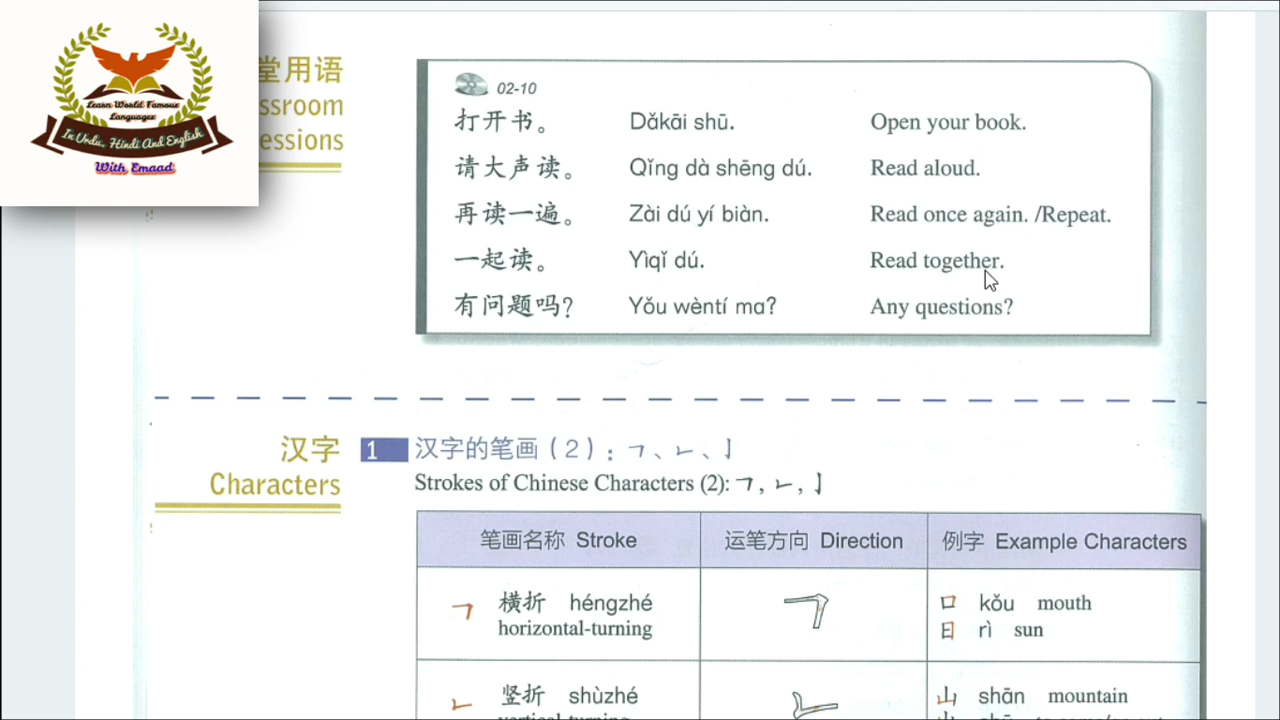 Learn World Famous
Languages
In Urdu, Hindi And English
With Emaad
堂用语
ssroom
essions
02-10
打开书。 Dǎkāi shū. Open your book.
请大声读。 Qǐng dà shēng dú. Read aloud.
再读一遍。 Zài dú yí biàn. Read once again. /Repeat.
一起读。 Yìqǐ dú. Read together.
有问题吗? Yǒu wèntí ma? Any questions?
汉字
Characters
1 汉字的笔画(2):㇕、㇗、亅
Strokes of Chinese Characters (2): ㇕, ㇗, 亅
笔画名称 Stroke 运笔方向 Direction 例字 Example Characters
㇕ 横折 héngzhé
horizontal-turning
口 kǒu mouth
日 rì sun
㇗ 竖折 shùzhé
vertical-turning
山 shān mountain